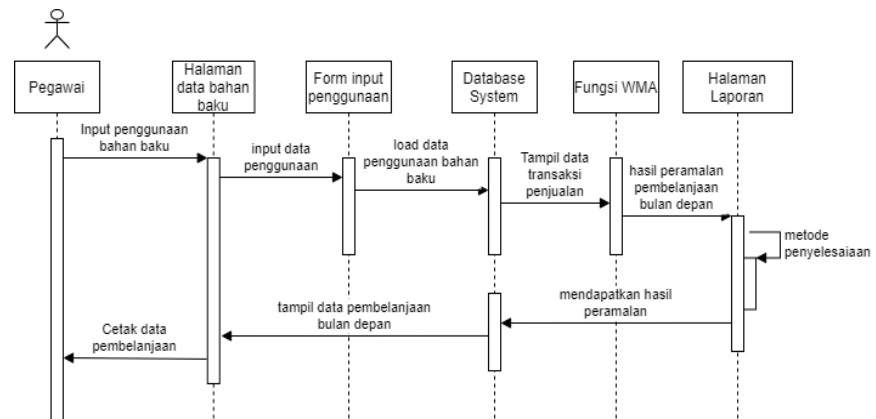 Pegawai
Halaman
data bahan
baku
Form input
penggunaan
Database
System
Fungsi WMA
Halaman
Laporan
Input penggunaan
bahan baku
input data
penggunaan
load data
penggunaan bahan
baku
Tampil data
transaksi
penjualan
hasil peramalan
pembelanjaan
bulan depan
metode
penyelesaiaan
mendapatkan hasil
peramalan
tampil data pembelanjaan
bulan depan
Cetak data
pembelanjaan